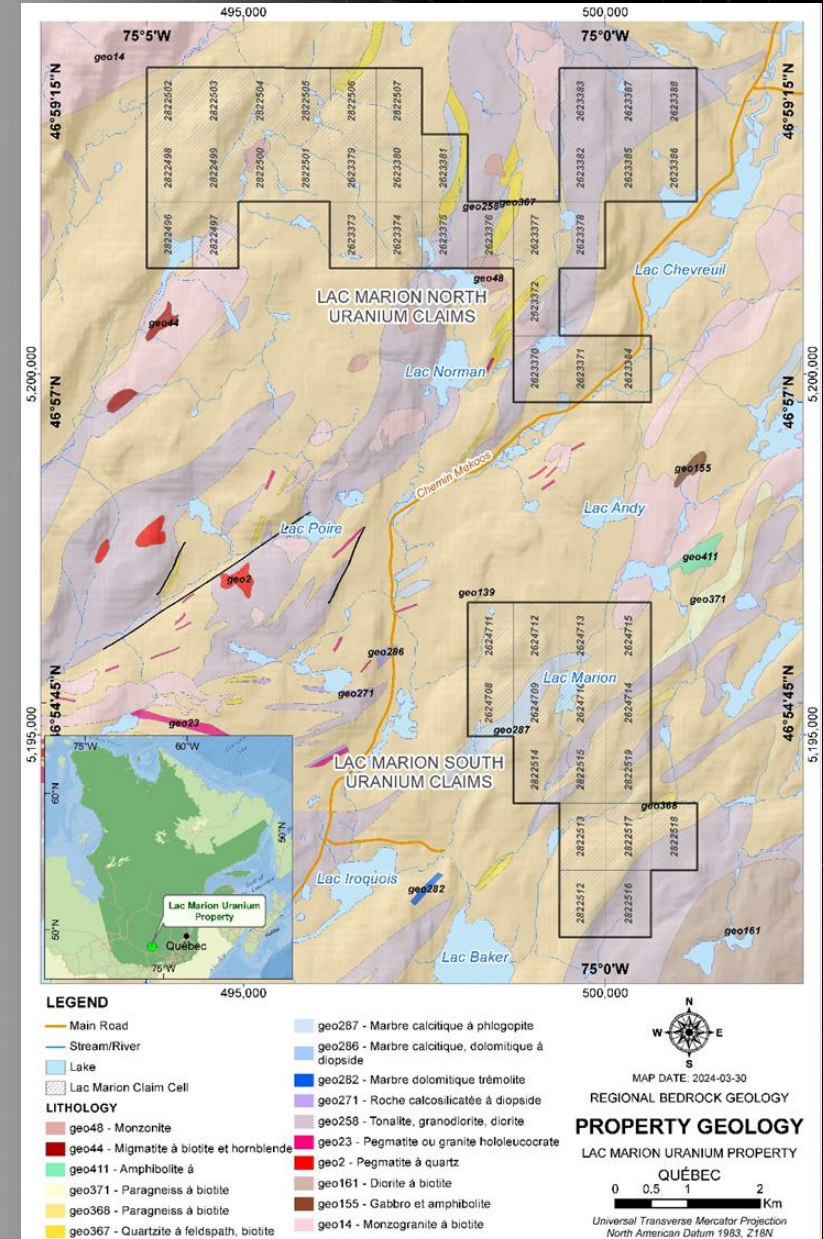 495,000
500,000
75°5'W
75°0'W
geo14
46°59'15"N
46°59'15"N
2822502
2822503
2822504
2822505
2822506
2822507
2623383
2623387
2623388
2822498
2822499
2822500
2822501
2623379
2623380
2623381
2623382
2623385
2623386
2822496
2822497
2623373
2623374
2623375
2623376
2623377
2623378
geo258
geo367
geo48
2623372
Lac Chevreuil
LAC MARION NORTH
URANIUM CLAIMS
geo44
Lac Norman
2623370
2623371
2623384
5,200,000
5,200,000
46°57'N
46°57'N
Chemin Mekoos
geo155
Lac Poire
Lac Andy
geo411
geo2
geo139
geo371
2624711
2624712
2624713
2624715
geo286
geo271
Lac Marion
2624708
2624709
2624714
46°54'45"N
46°54'45"N
5,195,000
5,195,000
geo23
geo287
LAC MARION SOUTH
URANIUM CLAIMS
2822514
2822515
2822519
geo368
2822513
2822517
2822518
Lac Iroquois
geo282
2822512
2822516
geo161
Lac Baker
75°0'W
75°W
60°W
60°N
50°N
50°N
Gulf of
Lac Marion Uranium
Property
Québec
75°W
495,000
500,000
LEGEND
Main Road
Stream/River
Lake
Lac Marion Claim Cell
LITHOLOGY
geo48 - Monzonite
geo44 - Migmatite à biotite et hornblende
geo411 - Amphibolite à
geo371 - Paragneiss à biotite
geo368 - Paragneiss à biotite
geo367 - Quartzite à feldspath, biotite
geo287 - Marbre calcitique à phlogopite
geo286 - Marbre calcitique, dolomitique à
diopside
geo282 - Marbre dolomitique trémolite
geo271 - Roche calcosilicatée à diopside
geo258 - Tonalite, granodiorite, diorite
geo23 - Pegmatite ou granite hololeucocrate
geo2 - Pegmatite à quartz
geo161 - Diorite à biotite
geo155 - Gabbro et amphibolite
geo14 - Monzogranite à biotite
N
W
E
S
MAP DATE: 2024-03-30
REGIONAL BEDROCK GEOLOGY
PROPERTY GEOLOGY
LAC MARION URANIUM PROPERTY
QUÉBEC
0 0.5 1 2
Km
Universal Transverse Mercator Projection
North American Datum 1983, Z18N